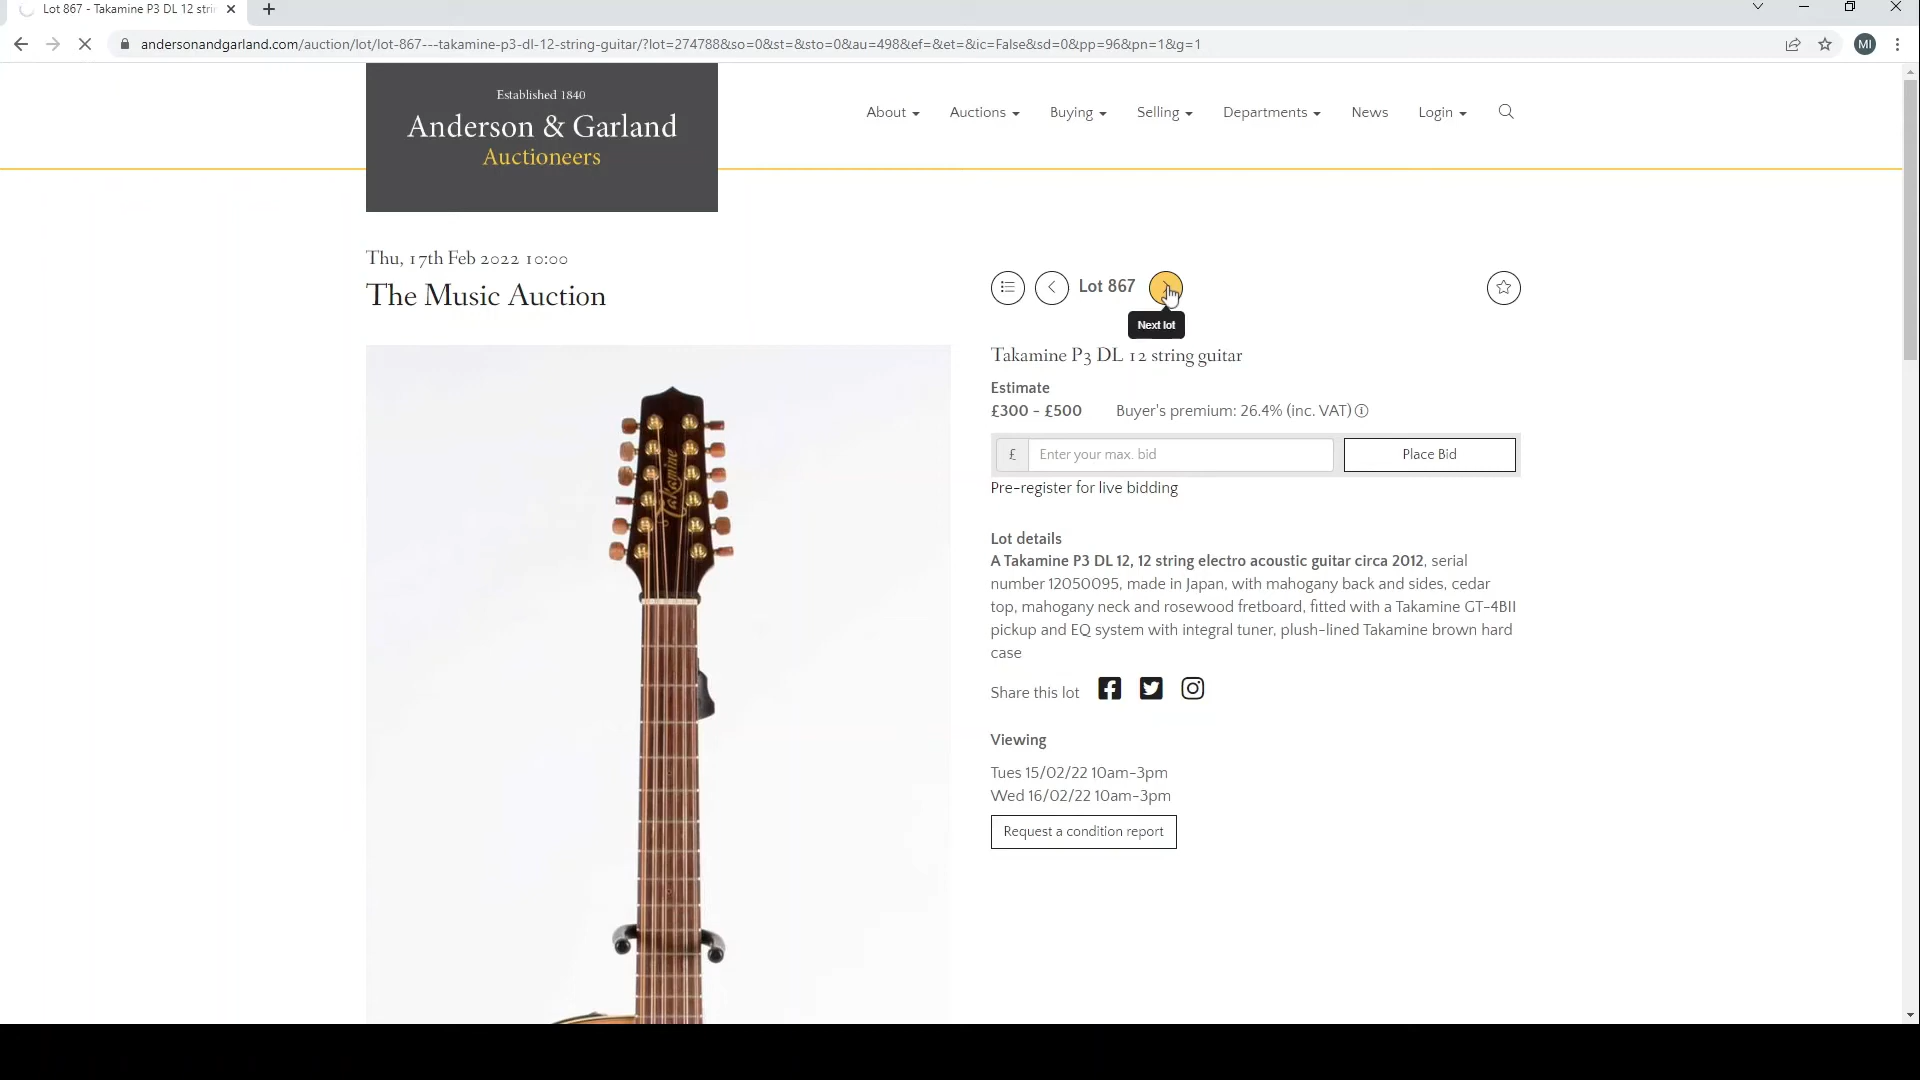 Lot 867 - Takamine P3 DL 12 strin
andersonandgarland.com/auction/lot/lot-867---takamine-p3-dl-12-string-guitar/?lot=274788&so=0&st=&sto=0&au=498&ef=&et=&ic=False&sd=0&pp=96&pn=1&g=1
MI
Established 1840
Anderson & Garland
Auctioneers
About
Auctions
Buying
Selling
Departments
News
Login
Thu, 17th Feb 2022 10:00
The Music Auction
Lot 867
Next lot
Takamine P3 DL 12 string guitar
Estimate
£300 - £500 Buyer's premium: 26.4% (inc. VAT)
£ Enter your max. bid Place Bid
Pre-register for live bidding
Lot details
A Takamine P3 DL 12, 12 string electro acoustic guitar circa 2012, serial
number 12050095, made in Japan, with mahogany back and sides, cedar
top, mahogany neck and rosewood fretboard, fitted with a Takamine GT-4BII
pickup and EQ system with integral tuner, plush-lined Takamine brown hard
case
Share this lot
Viewing
Tues 15/02/22 10am-3pm
Wed 16/02/22 10am-3pm
Request a condition report
Takamine